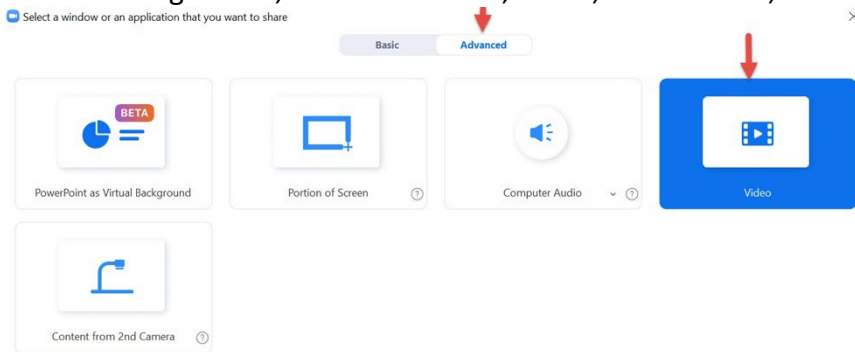 Select a window or an application that you want to share
Basic Advanced
BETA
PowerPoint as Virtual Background
Portion of Screen
Computer Audio
Video
Content from 2nd Camera